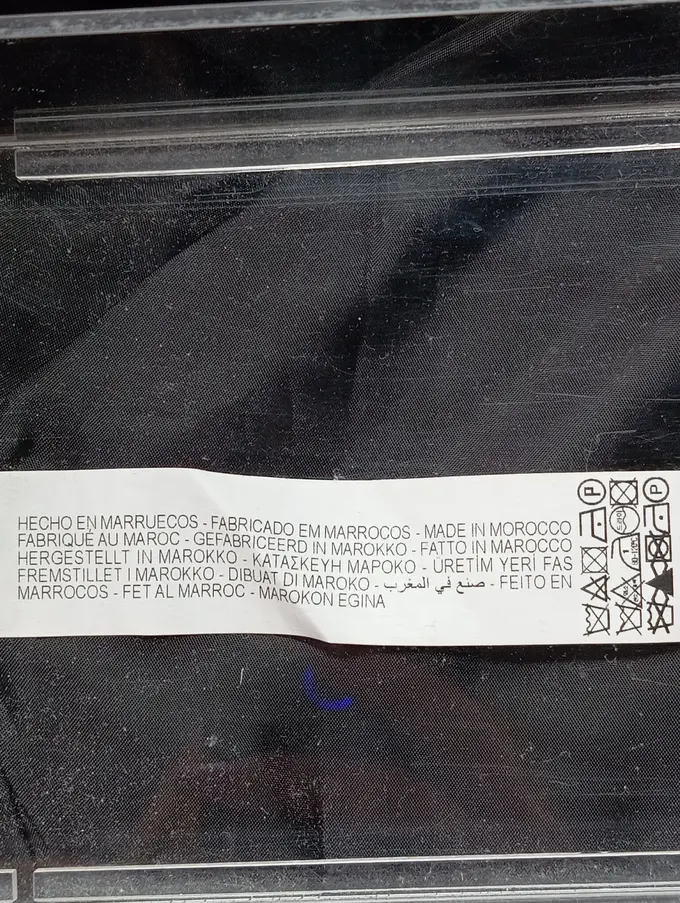 HECHO EN MARRUECOS - FABRICADO EM MARROCOS - MADE IN MOROCCO
FABRIQUÉ AU MAROC - GEFABRICEERD IN MAROKKO - FATTO IN MAROCCO
HERGESTELLT IN MAROKKO - ΚΑΤΑΣΚΕΥΗ ΜΑΡΟΚΟ - ÜRETİM YERİ FAS
FREMSTILLET I MAROKKO - DIBUAT DI MAROKO - صنع في المغرب - FEITO EN
MARROCOS - FET AL MARROC - MAROKON EGINA
P
P